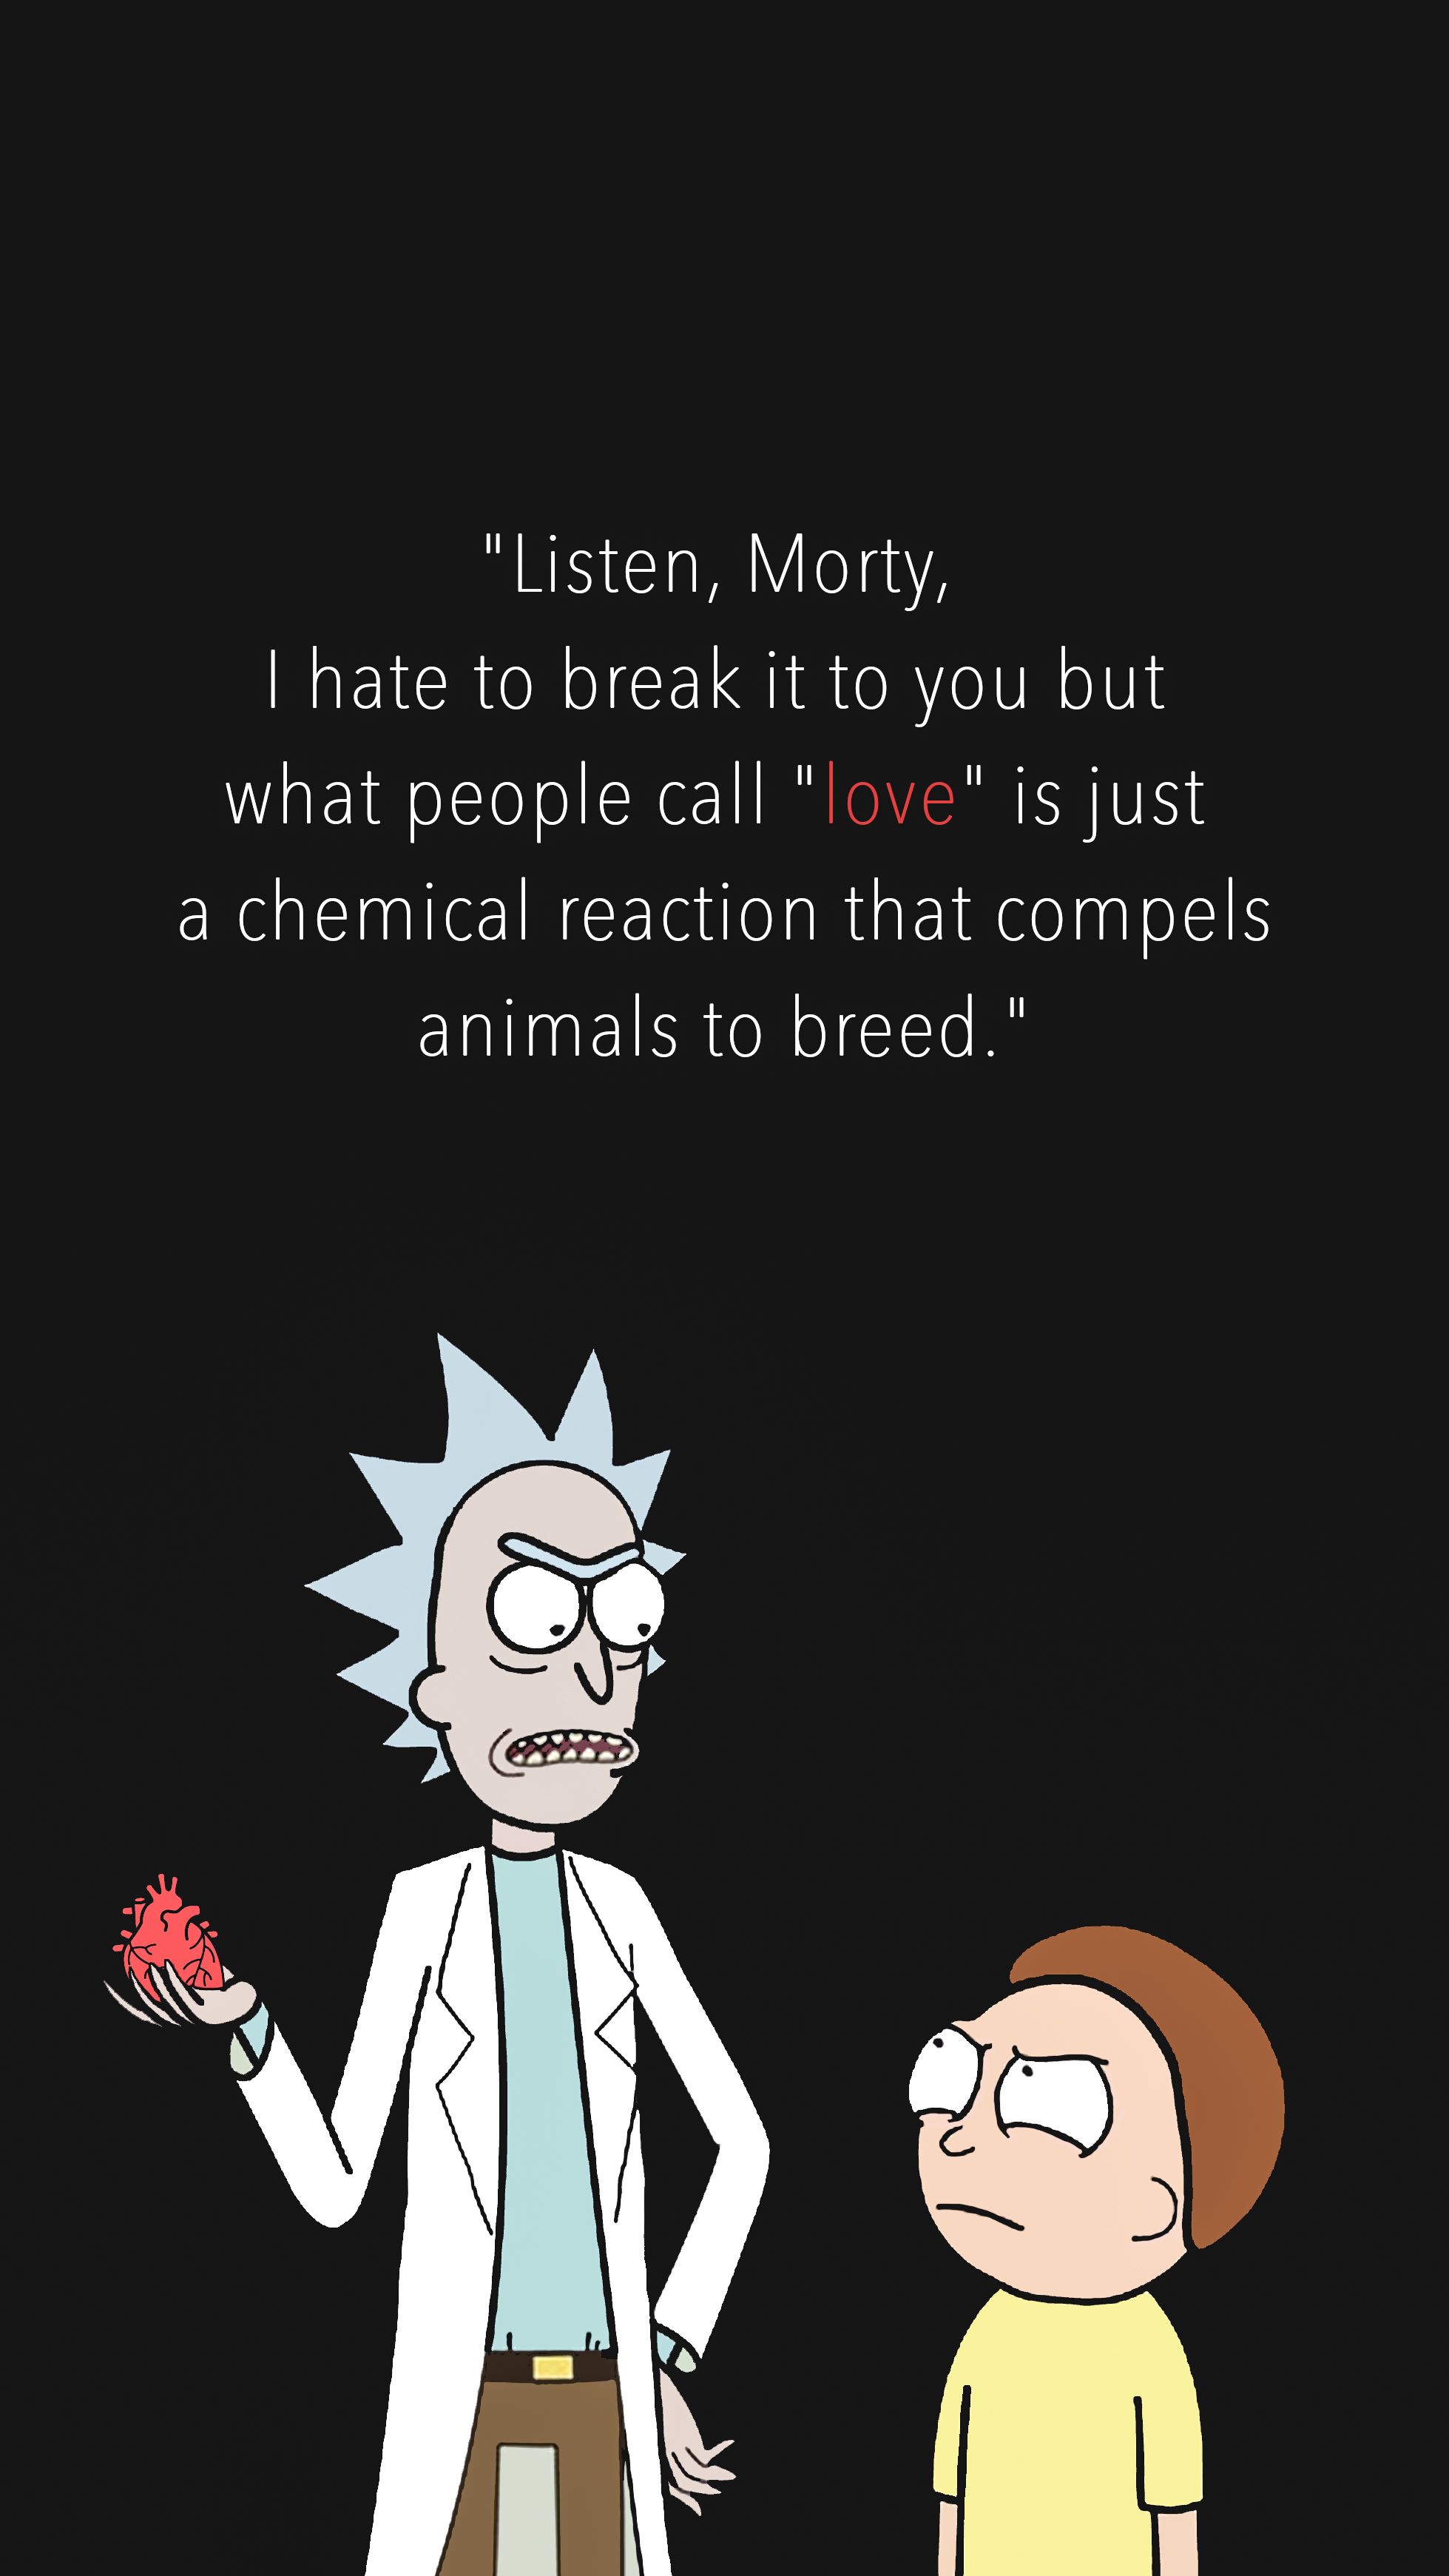 "Listen, Morty,
I hate to break it to you but
what people call "love" is just
a chemical reaction that compels
animals to breed."